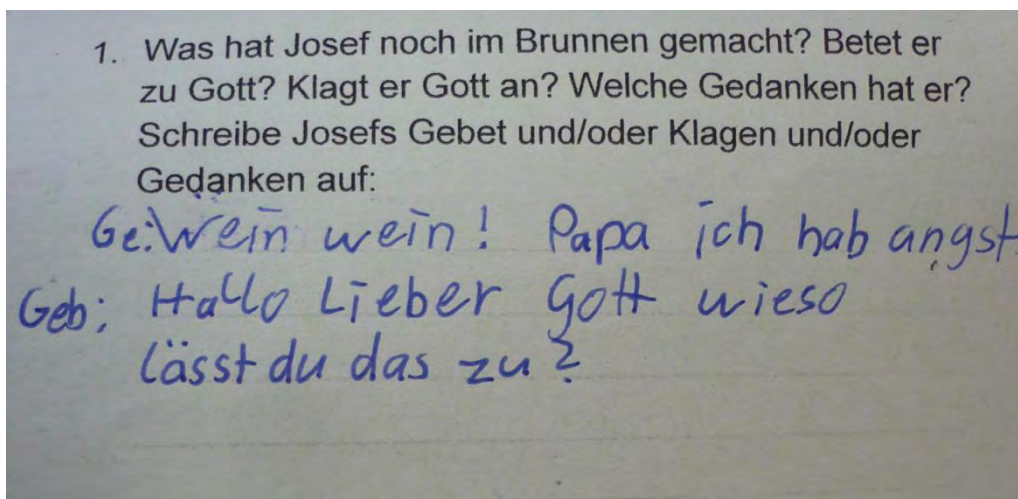 1. Was hat Josef noch im Brunnen gemacht? Betet er
zu Gott? Klagt er Gott an? Welche Gedanken hat er?
Schreibe Josefs Gebet und/oder Klagen und/oder
Gedanken auf:
Ge: Wein wein! Papa ich hab angst
Geb: Hallo Lieber Gott wieso
lässt du das zu?